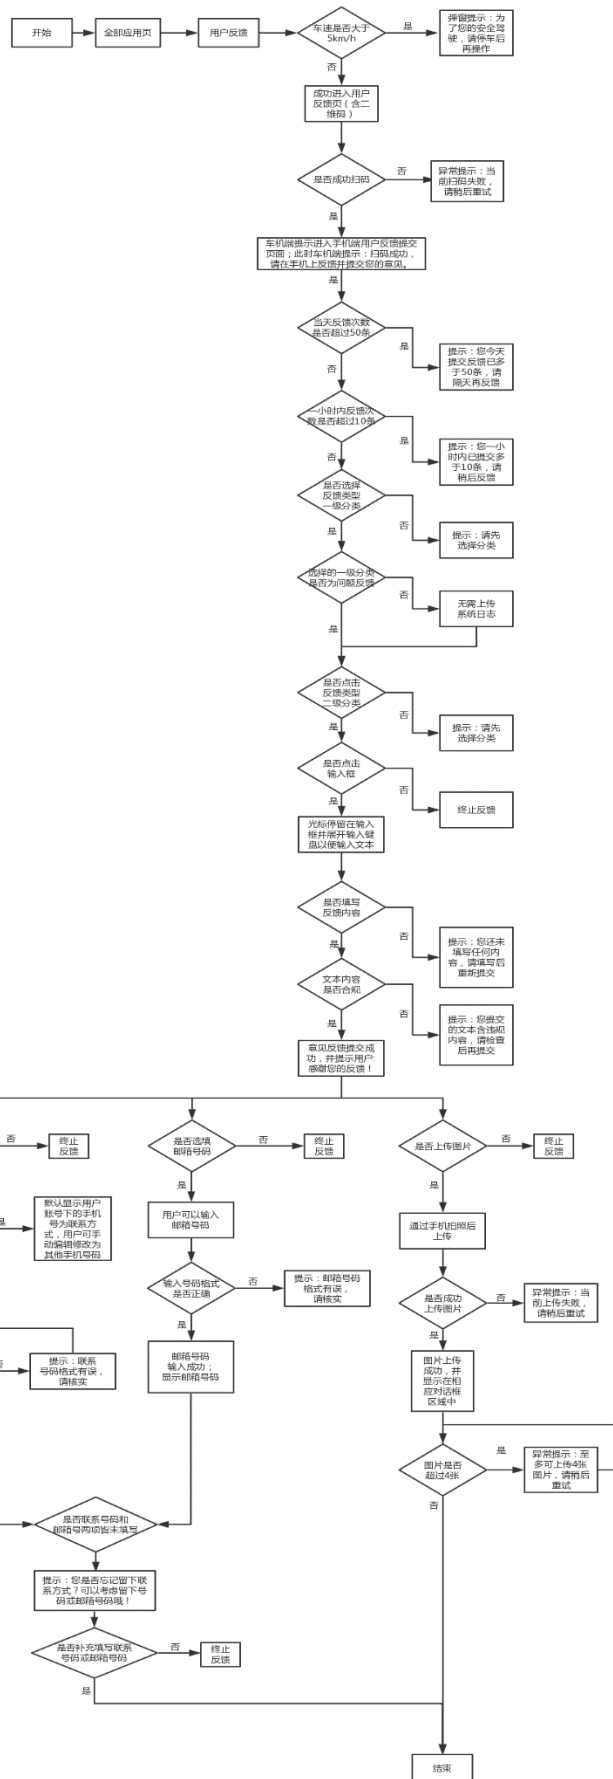 开始
全部应用页
用户反馈
车速是否大于
5km/h
是
弹窗提示：为
了您的安全驾
驶，请停车后
再操作
否
成功进入用户
反馈页（含二
维码）
是否成功扫码
否
异常提示：当
前扫码失败，
请稍后重试
是
车机端提示进入手机端用户反馈提交
页面；此时车机端提示：扫码成功，
请在手机上反馈并提交您的意见。
是
当天反馈次数
是否超过50条
是
提示：您今天
提交反馈已多
于50条，请
隔天再反馈
否
一小时内反馈次
数是否超过10条
是
提示：您一小
时内已提交多
于10条，请
稍后反馈
否
是否选择
反馈类型
一级分类
否
提示：请先
选择分类
是
选择的一级分类
是否为问题反馈
否
无需上传
系统日志
是
是否点击
反馈类型
二级分类
否
提示：请先
选择分类
是
是否点击
输入框
否
终止反馈
是
光标停留在输入
框并展开输入键
盘以便输入文本
是否填写
反馈内容
否
提示：您还未
填写任何内
容，请填写后
重新提交
是
文本内容
是否合规
否
提示：您提交
的文本含违规
内容，请检查
后再提交
是
意见反馈提交成
功，并提示用户:
感谢您的反馈！
否
终止
反馈
是否选填
邮箱号码
否
终止
反馈
是否上传图片
否
终止
反馈
是
默认显示用户
账号下的手机
号为联系方
式，用户可手
动编辑修改为
其他手机号码
是
用户可以输入
邮箱号码
是
通过手机拍照后
上传
输入号码格式
是否正确
否
提示：邮箱号码
格式有误，
请核实
是否成功
上传图片
否
异常提示：当
前上传失败，
请稍后重试
是
是
否
提示：联系
号码格式有误，
请核实
邮箱号码
输入成功；
显示邮箱号码
图片上传
成功，并
显示在相
应对话框
区域中
图片是否
超过4张
是
异常提示：至
多可上传4张
图片，请稍后
重试
否
是否联系号码和
邮箱号两项皆未填写
提示：您是否忘记留下联
系方式？可以考虑留下号
码或邮箱号码哦！
是否补充填写联系
号码或邮箱号码
否
终止
反馈
是
结束